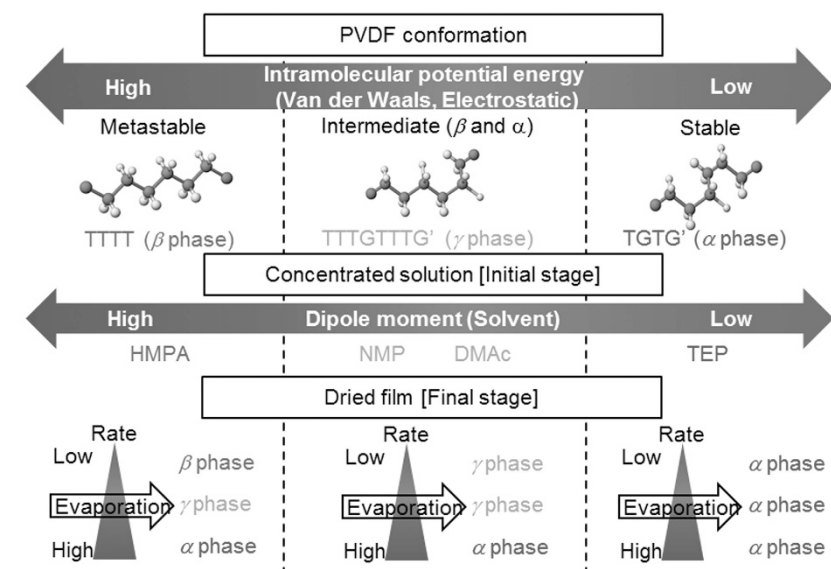 PVDF conformation
High
Intramolecular potential energy
(Van der Waals, Electrostatic)
Low
Metastable
Intermediate (β and α)
Stable
TTTT (β phase)
TTTGTTTG’ (γ phase)
TGTG’ (α phase)
Concentrated solution [Initial stage]
High
Dipole moment (Solvent)
Low
HMPA
NMP
DMAc
TEP
Dried film [Final stage]
Rate
Low
β phase
Evaporation
γ phase
High
α phase
Rate
Low
γ phase
Evaporation
γ phase
High
α phase
Rate
Low
α phase
Evaporation
α phase
High
α phase